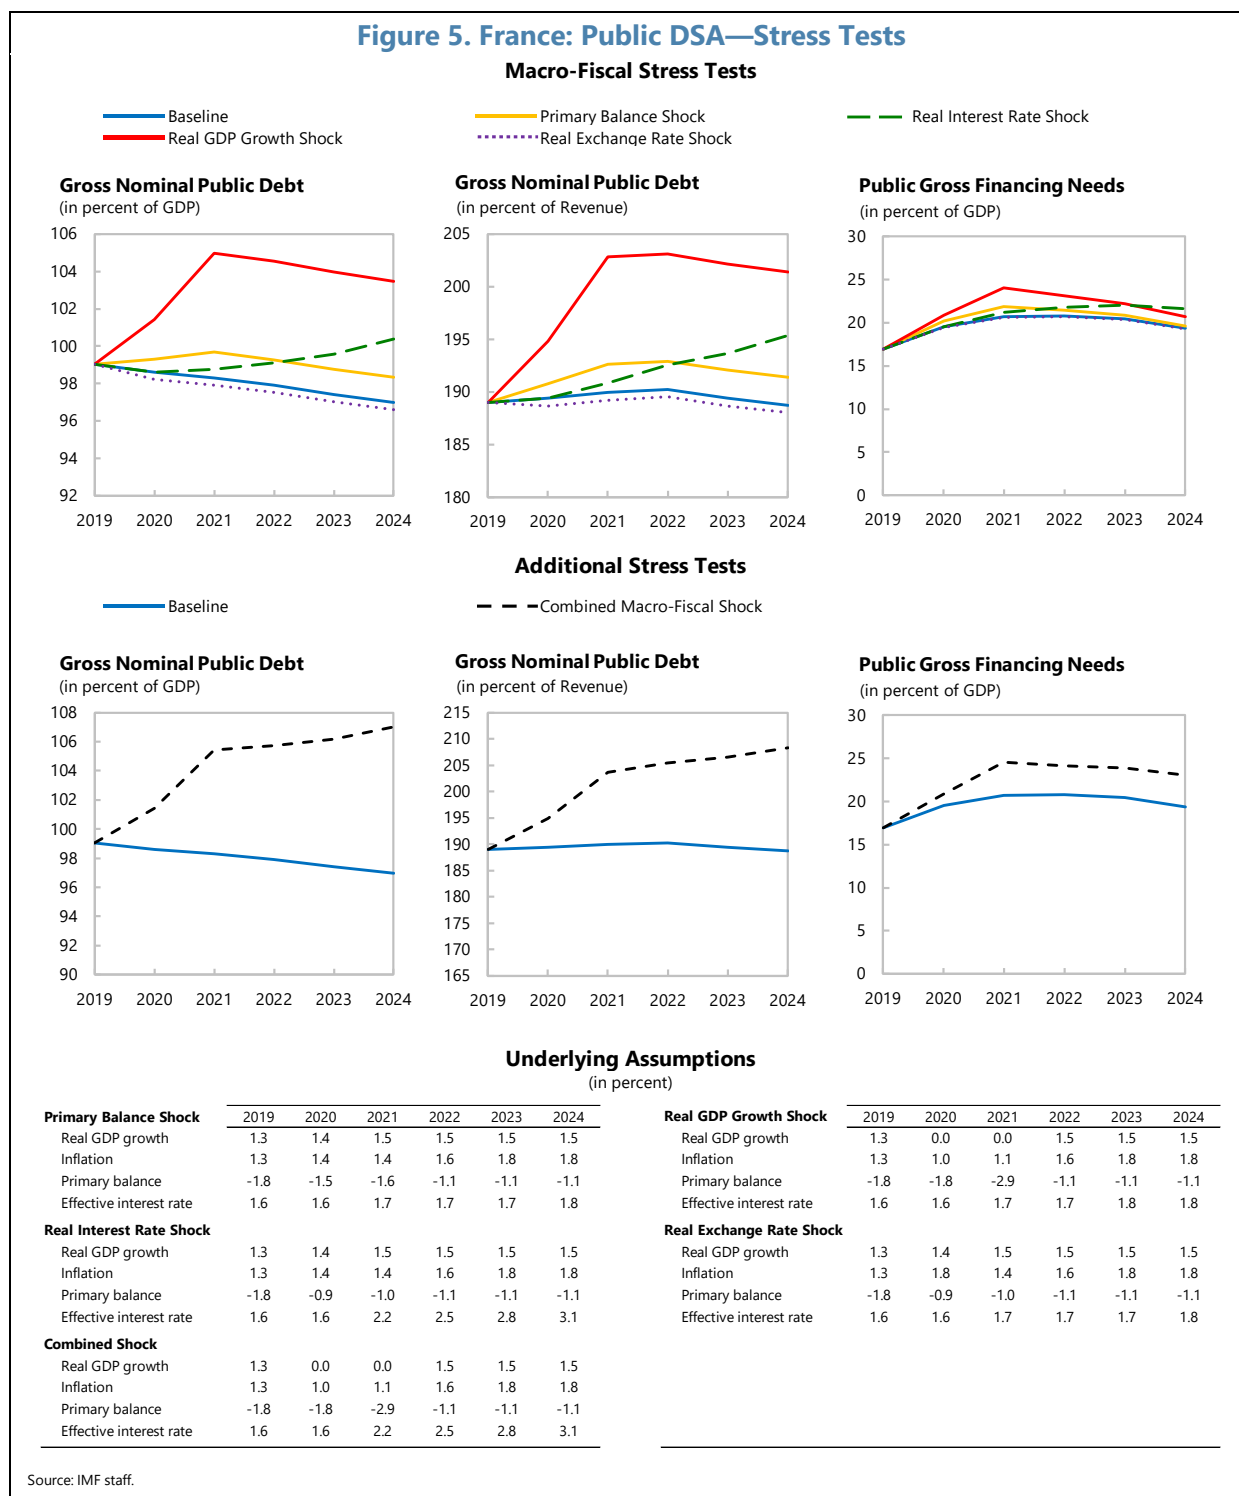 Figure 5. France: Public DSA—Stress Tests
Macro-Fiscal Stress Tests
Baseline
Primary Balance Shock
Real Interest Rate Shock
Real GDP Growth Shock
Real Exchange Rate Shock
Gross Nominal Public Debt
(in percent of GDP)
106
104
102
100
98
96
94
92
2019 2020 2021 2022 2023 2024
Gross Nominal Public Debt
(in percent of Revenue)
205
200
195
190
185
180
2019 2020 2021 2022 2023 2024
Public Gross Financing Needs
(in percent of GDP)
30
25
20
15
10
5
0
2019 2020 2021 2022 2023 2024
Additional Stress Tests
Baseline
Combined Macro-Fiscal Shock
Gross Nominal Public Debt
(in percent of GDP)
108
106
104
102
100
98
96
94
92
90
2019 2020 2021 2022 2023 2024
Gross Nominal Public Debt
(in percent of Revenue)
215
210
205
200
195
190
185
180
175
170
165
2019 2020 2021 2022 2023 2024
Public Gross Financing Needs
(in percent of GDP)
30
25
20
15
10
5
0
2019 2020 2021 2022 2023 2024
Underlying Assumptions
(in percent)
Primary Balance Shock 2019 2020 2021 2022 2023 2024
Real GDP growth 1.3 1.4 1.5 1.5 1.5 1.5
Inflation 1.3 1.4 1.4 1.6 1.8 1.8
Primary balance -1.8 -1.5 -1.6 -1.1 -1.1 -1.1
Effective interest rate 1.6 1.6 1.7 1.7 1.7 1.8
Real Interest Rate Shock
Real GDP growth 1.3 1.4 1.5 1.5 1.5 1.5
Inflation 1.3 1.4 1.4 1.6 1.8 1.8
Primary balance -1.8 -0.9 -1.0 -1.1 -1.1 -1.1
Effective interest rate 1.6 1.6 2.2 2.5 2.8 3.1
Combined Shock
Real GDP growth 1.3 0.0 0.0 1.5 1.5 1.5
Inflation 1.3 1.0 1.1 1.6 1.8 1.8
Primary balance -1.8 -1.8 -2.9 -1.1 -1.1 -1.1
Effective interest rate 1.6 1.6 2.2 2.5 2.8 3.1
Real GDP Growth Shock 2019 2020 2021 2022 2023 2024
Real GDP growth 1.3 0.0 0.0 1.5 1.5 1.5
Inflation 1.3 1.0 1.1 1.6 1.8 1.8
Primary balance -1.8 -1.8 -2.9 -1.1 -1.1 -1.1
Effective interest rate 1.6 1.6 1.7 1.7 1.8 1.8
Real Exchange Rate Shock
Real GDP growth 1.3 1.4 1.5 1.5 1.5 1.5
Inflation 1.3 1.8 1.4 1.6 1.8 1.8
Primary balance -1.8 -0.9 -1.0 -1.1 -1.1 -1.1
Effective interest rate 1.6 1.6 1.7 1.7 1.7 1.8
Source: IMF staff.